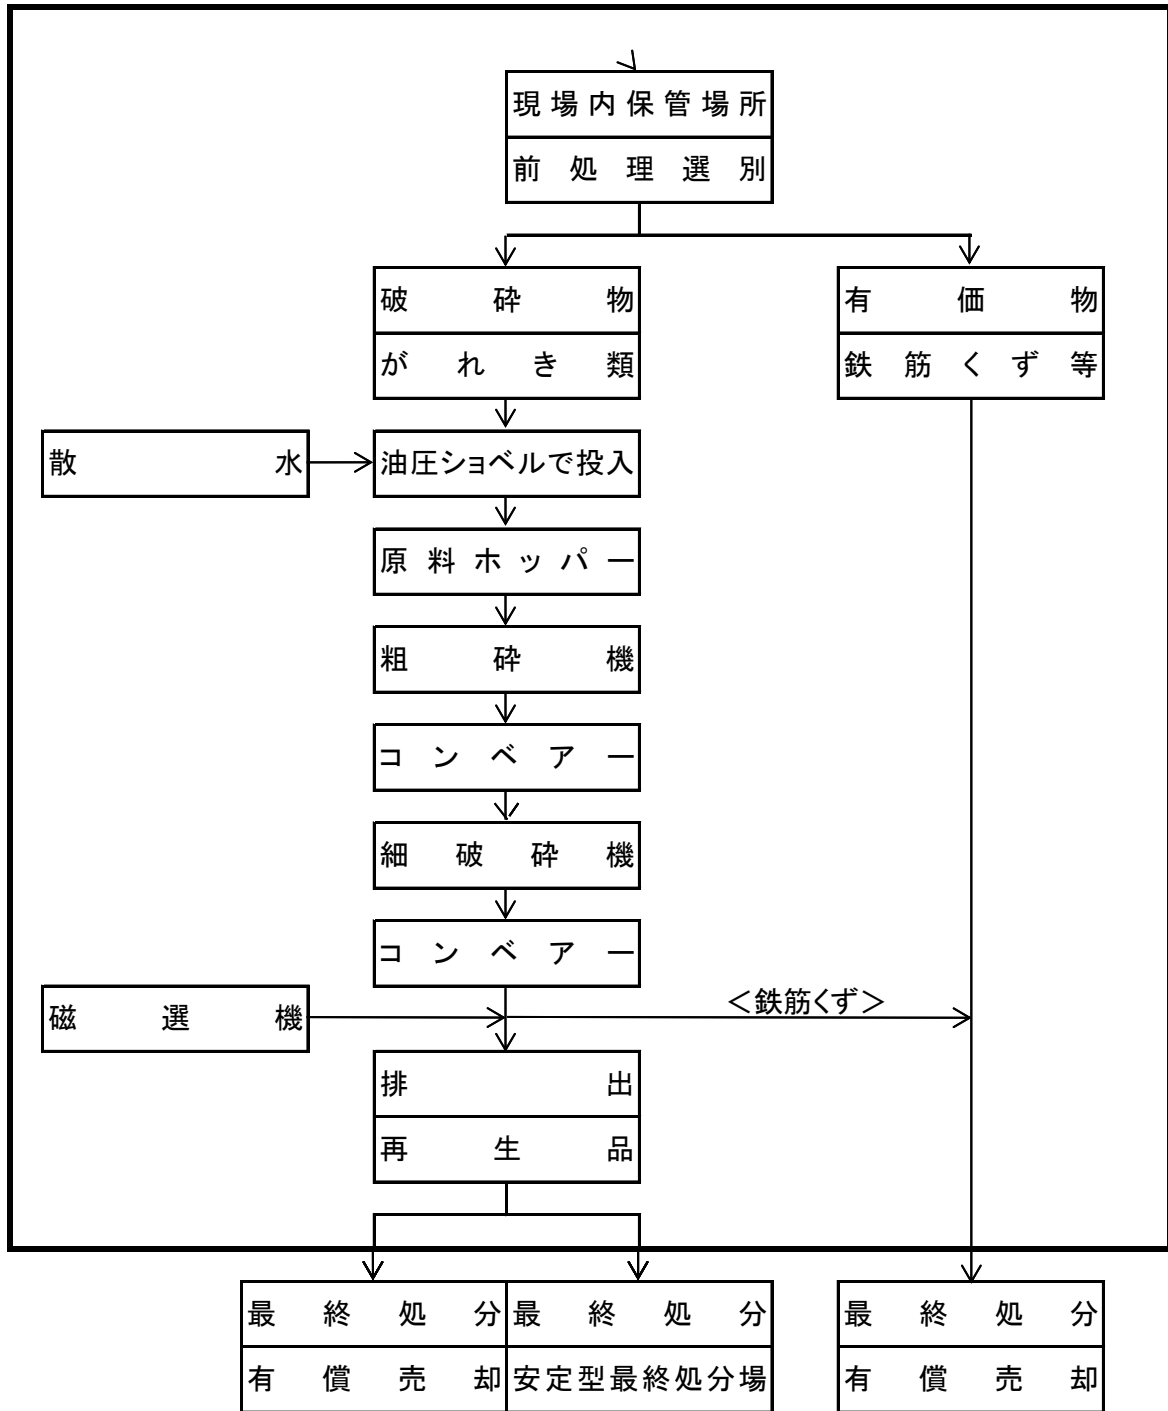 現場内保管場所
前処理選別
破砕物
有価物
がれき類
鉄筋くず等
散水
油圧ショベルで投入
原料ホッパー
粗砕機
コンベアー
細破砕機
コンベアー
磁選機
＜鉄筋くず＞
排出
再生品
最終処分
最終処分
最終処分
有償売却
安定型最終処分場
有償売却